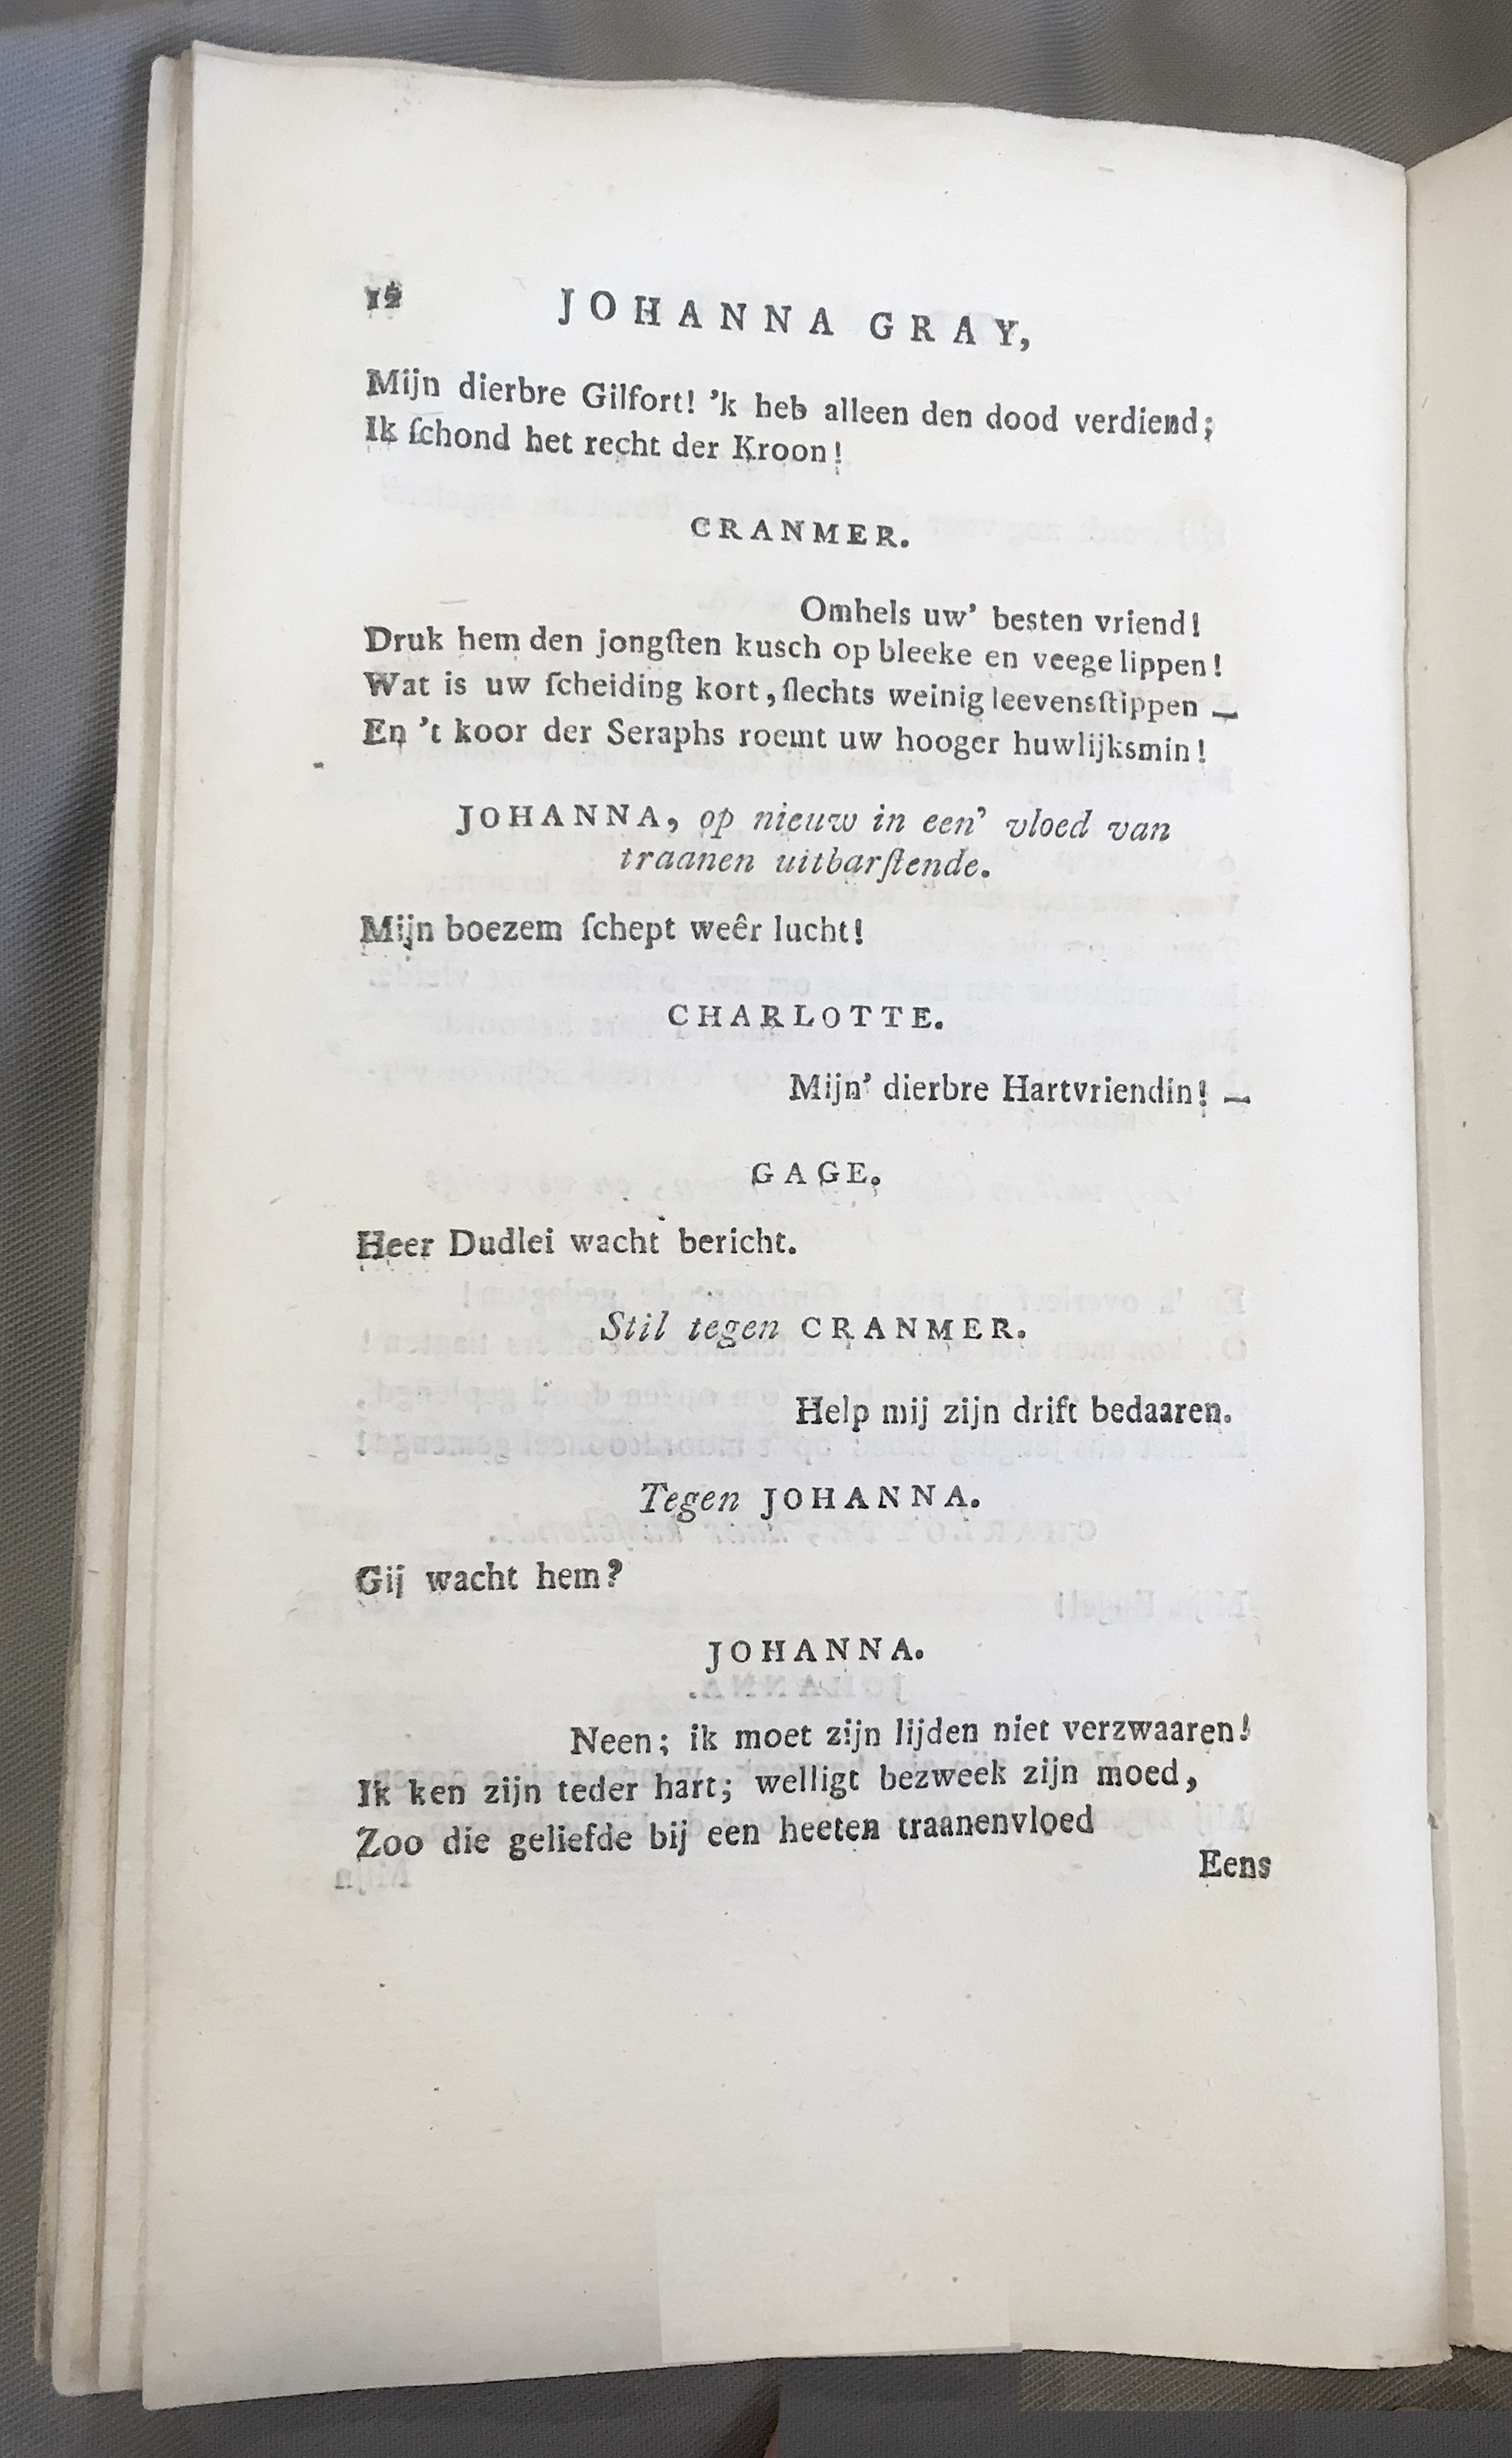 12 JOHANNA GRAY,
Mijn dierbre Gilfort! ’k heb alleen den dood verdiend;
Ik ſchond het recht der Kroon!
CRANMER.
Omhels uw’ besten vriend!
Druk hem den jongſten kusch op bleeke en veege lippen!
Wat is uw ſcheiding kort, ſlechts weinig leevensſtippen —
En ’t koor der Seraphs roemt uw hooger huwlijksmin!
JOHANNA, op nieuw in een’ vloed van
traanen uitbarſtende.
Mijn boezem ſchept weêr lucht!
CHARLOTTE.
Mijn’ dierbre Hartvriendin! —
GAGE.
Heer Dudlei wacht bericht.
Stil tegen CRANMER.
Help mij zijn drift bedaaren.
Tegen JOHANNA.
Gij wacht hem?
JOHANNA.
Neen; ik moet zijn lijden niet verzwaaren!
Ik ken zijn teder hart; welligt bezweek zijn moed,
Zoo die geliefde bij een heeten traanenvloed
Eens